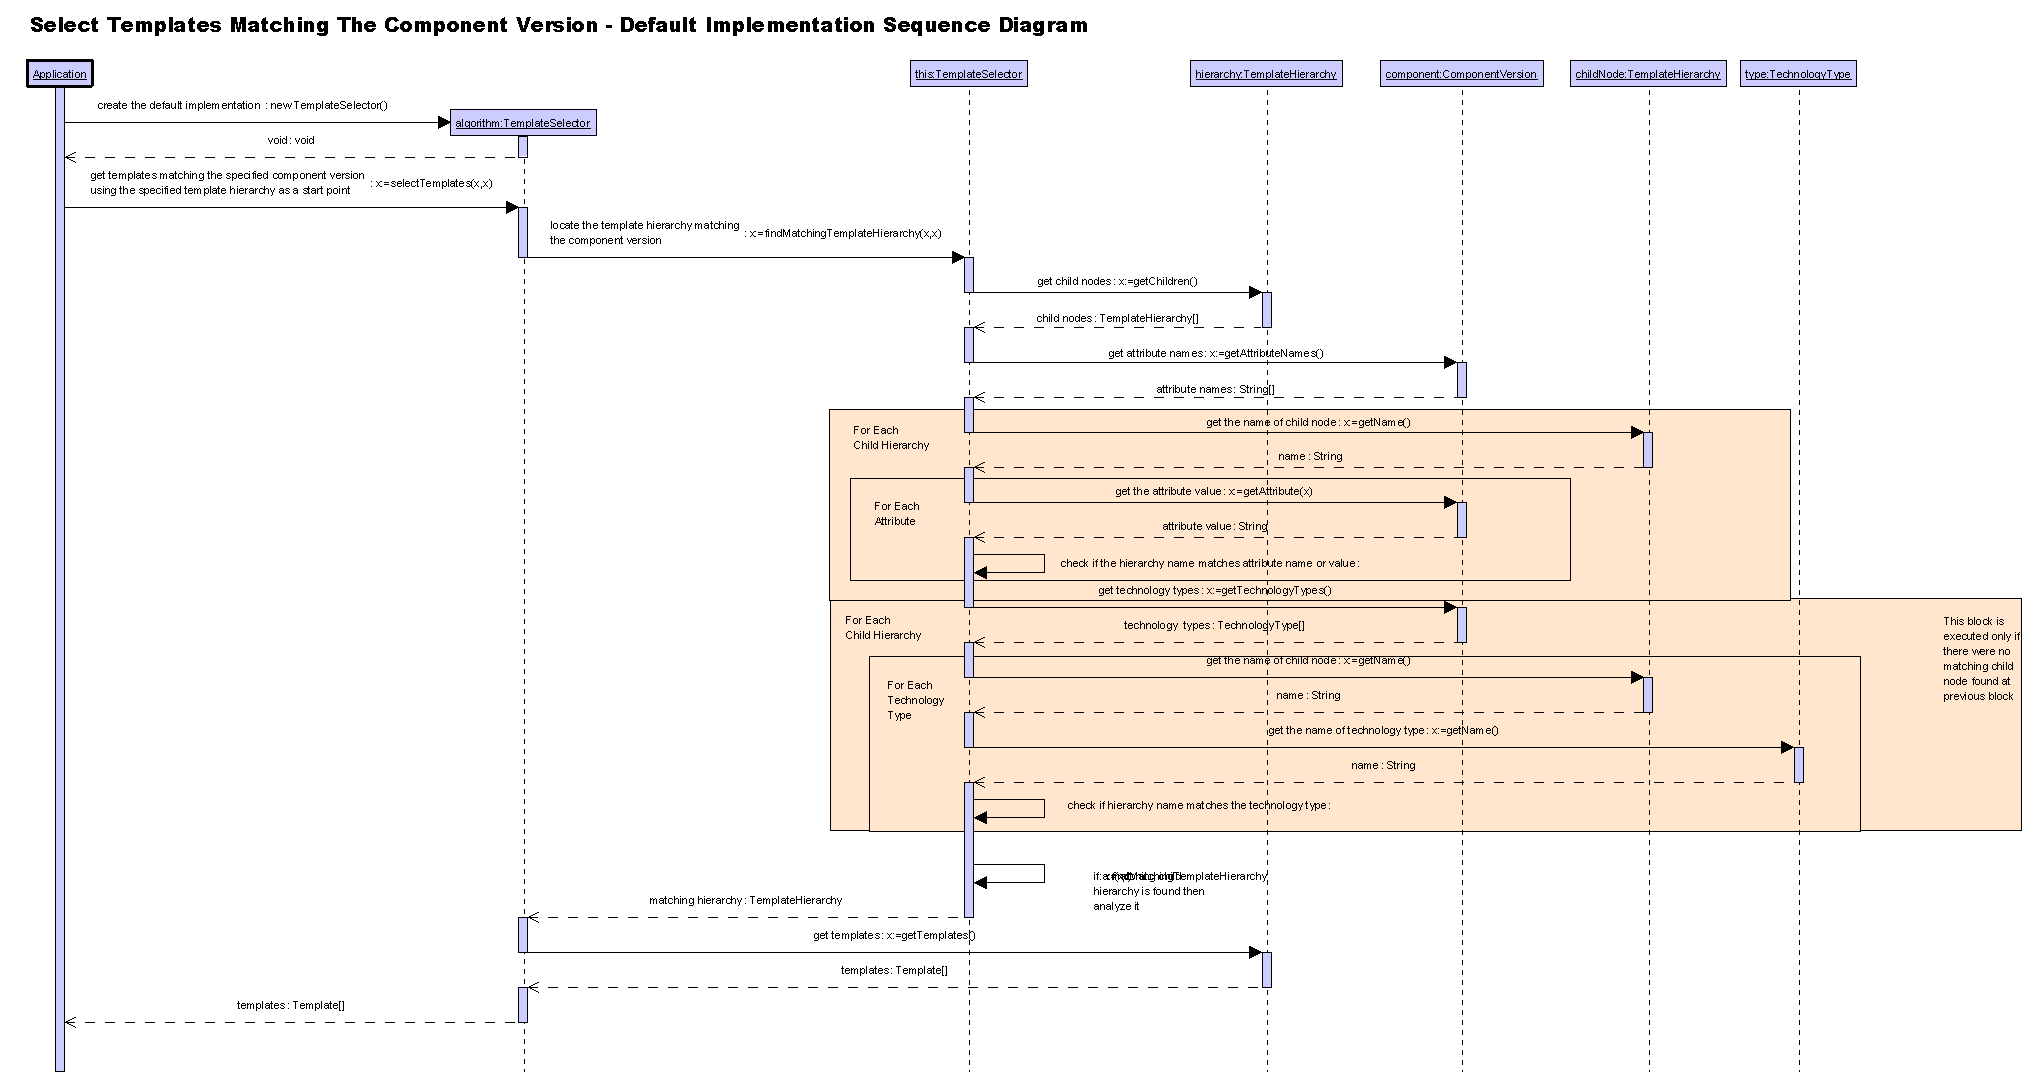 Select Templates Matching The Component Version - Default Implementation Sequence Diagram
Application
this:TemplateSelector
hierarchy:TemplateHierarchy
component:ComponentVersion
childNode:TemplateHierarchy
type:TechnologyType
create the default implementation : new TemplateSelector()
algorithm:TemplateSelector
void : void
get templates matching the specified component version
using the specified template hierarchy as a start point
: x:=selectTemplates(x,x)
locate the template hierarchy matching
the component version
: x:=findMatchingTemplateHierarchy(x,x)
get child nodes : x:=getChildren()
child nodes : TemplateHierarchy[]
get attribute names : x:=getAttributeNames()
attribute names : String[]
For Each
Child Hierarchy
get the name of child node : x:=getName()
name : String
For Each
Attribute
get the attribute value : x:=getAttribute(x)
attribute value : String
check if the hierarchy name matches attribute name or value :
get technology types : x:=getTechnologyTypes()
For Each
Child Hierarchy
technology types : TechnologyType[]
This block is
executed only if
there were no
matching child
node found at
previous block
get the name of child node : x:=getName()
For Each
Technology
Type
name : String
get the name of technology type : x:=getName()
name : String
check if hierarchy name matches the technology type :
hierarchy is found then
analyze it
matching hierarchy : TemplateHierarchy
get templates : x:=getTemplates()
templates : Template[]
templates : Template[]